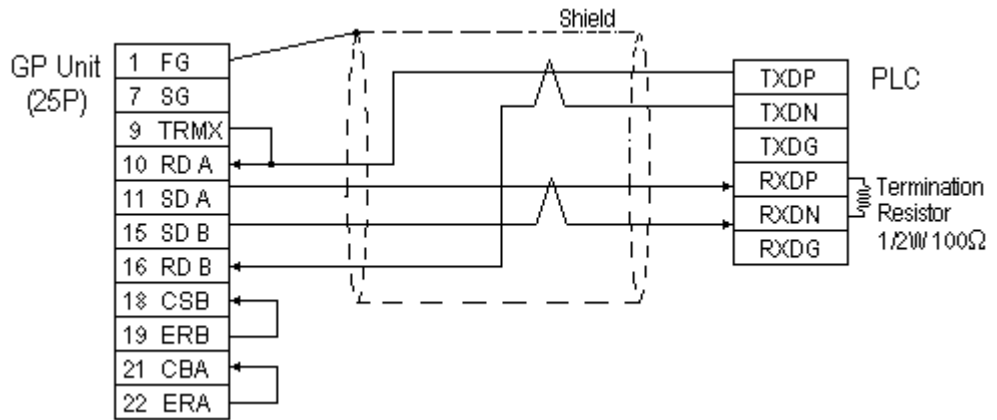 Shield
GP Unit
(25P)
1 FG
7 SG
9 TRMX
10 RD A
11 SD A
15 SD B
16 RD B
18 CSB
19 ERB
21 CBA
22 ERA
PLC
TXDP
TXDN
TXDG
RXDP
RXDN
RXDG
Termination
Resistor
1/2W 100Ω